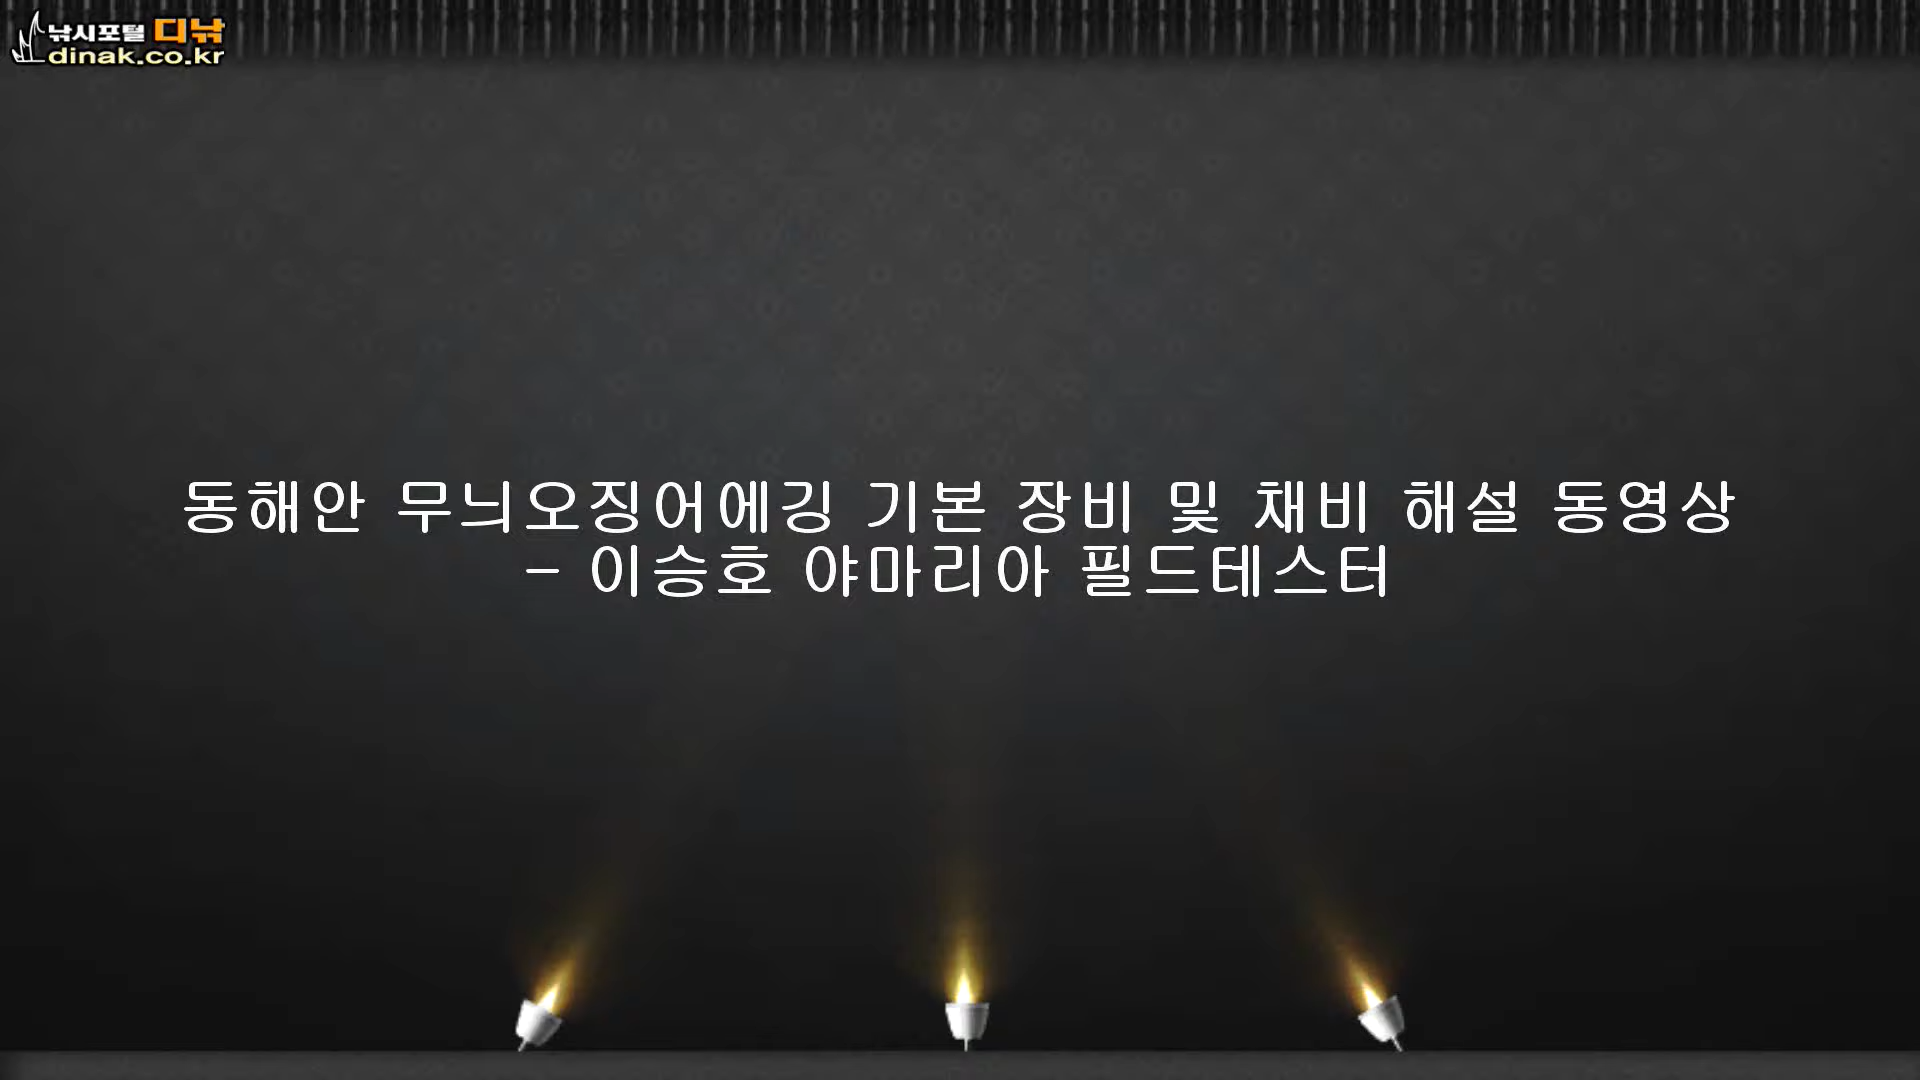 낚시포털 디낚
dinak.co.kr
동해안 무늬오징어에깅 기본 장비 및 채비 해설 동영상
- 이승호 야마리아 필드테스터